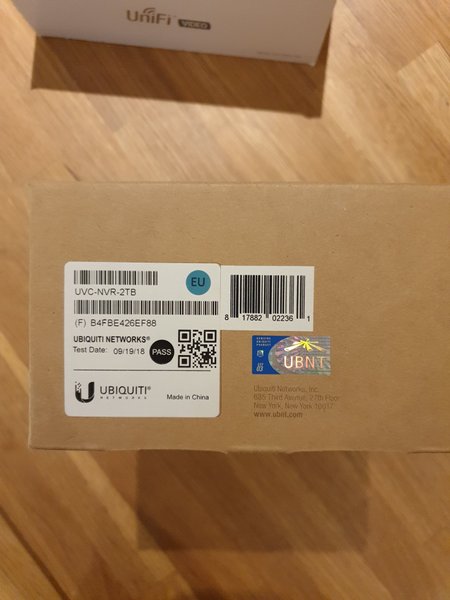 UniFi VIDEO
EU
UVC-NVR-2TB
(F) B4FBE426EF88
UBIQUITI NETWORKS®
Test Date: 09/19/18
PASS
UBIQUITI®
NETWORKS
Made in China
8 17882 02236 1
UBNT
Ubiquiti Networks, Inc.
635 Third Avenue, 27th Floor
New York, New York 10017
www.ubnt.com